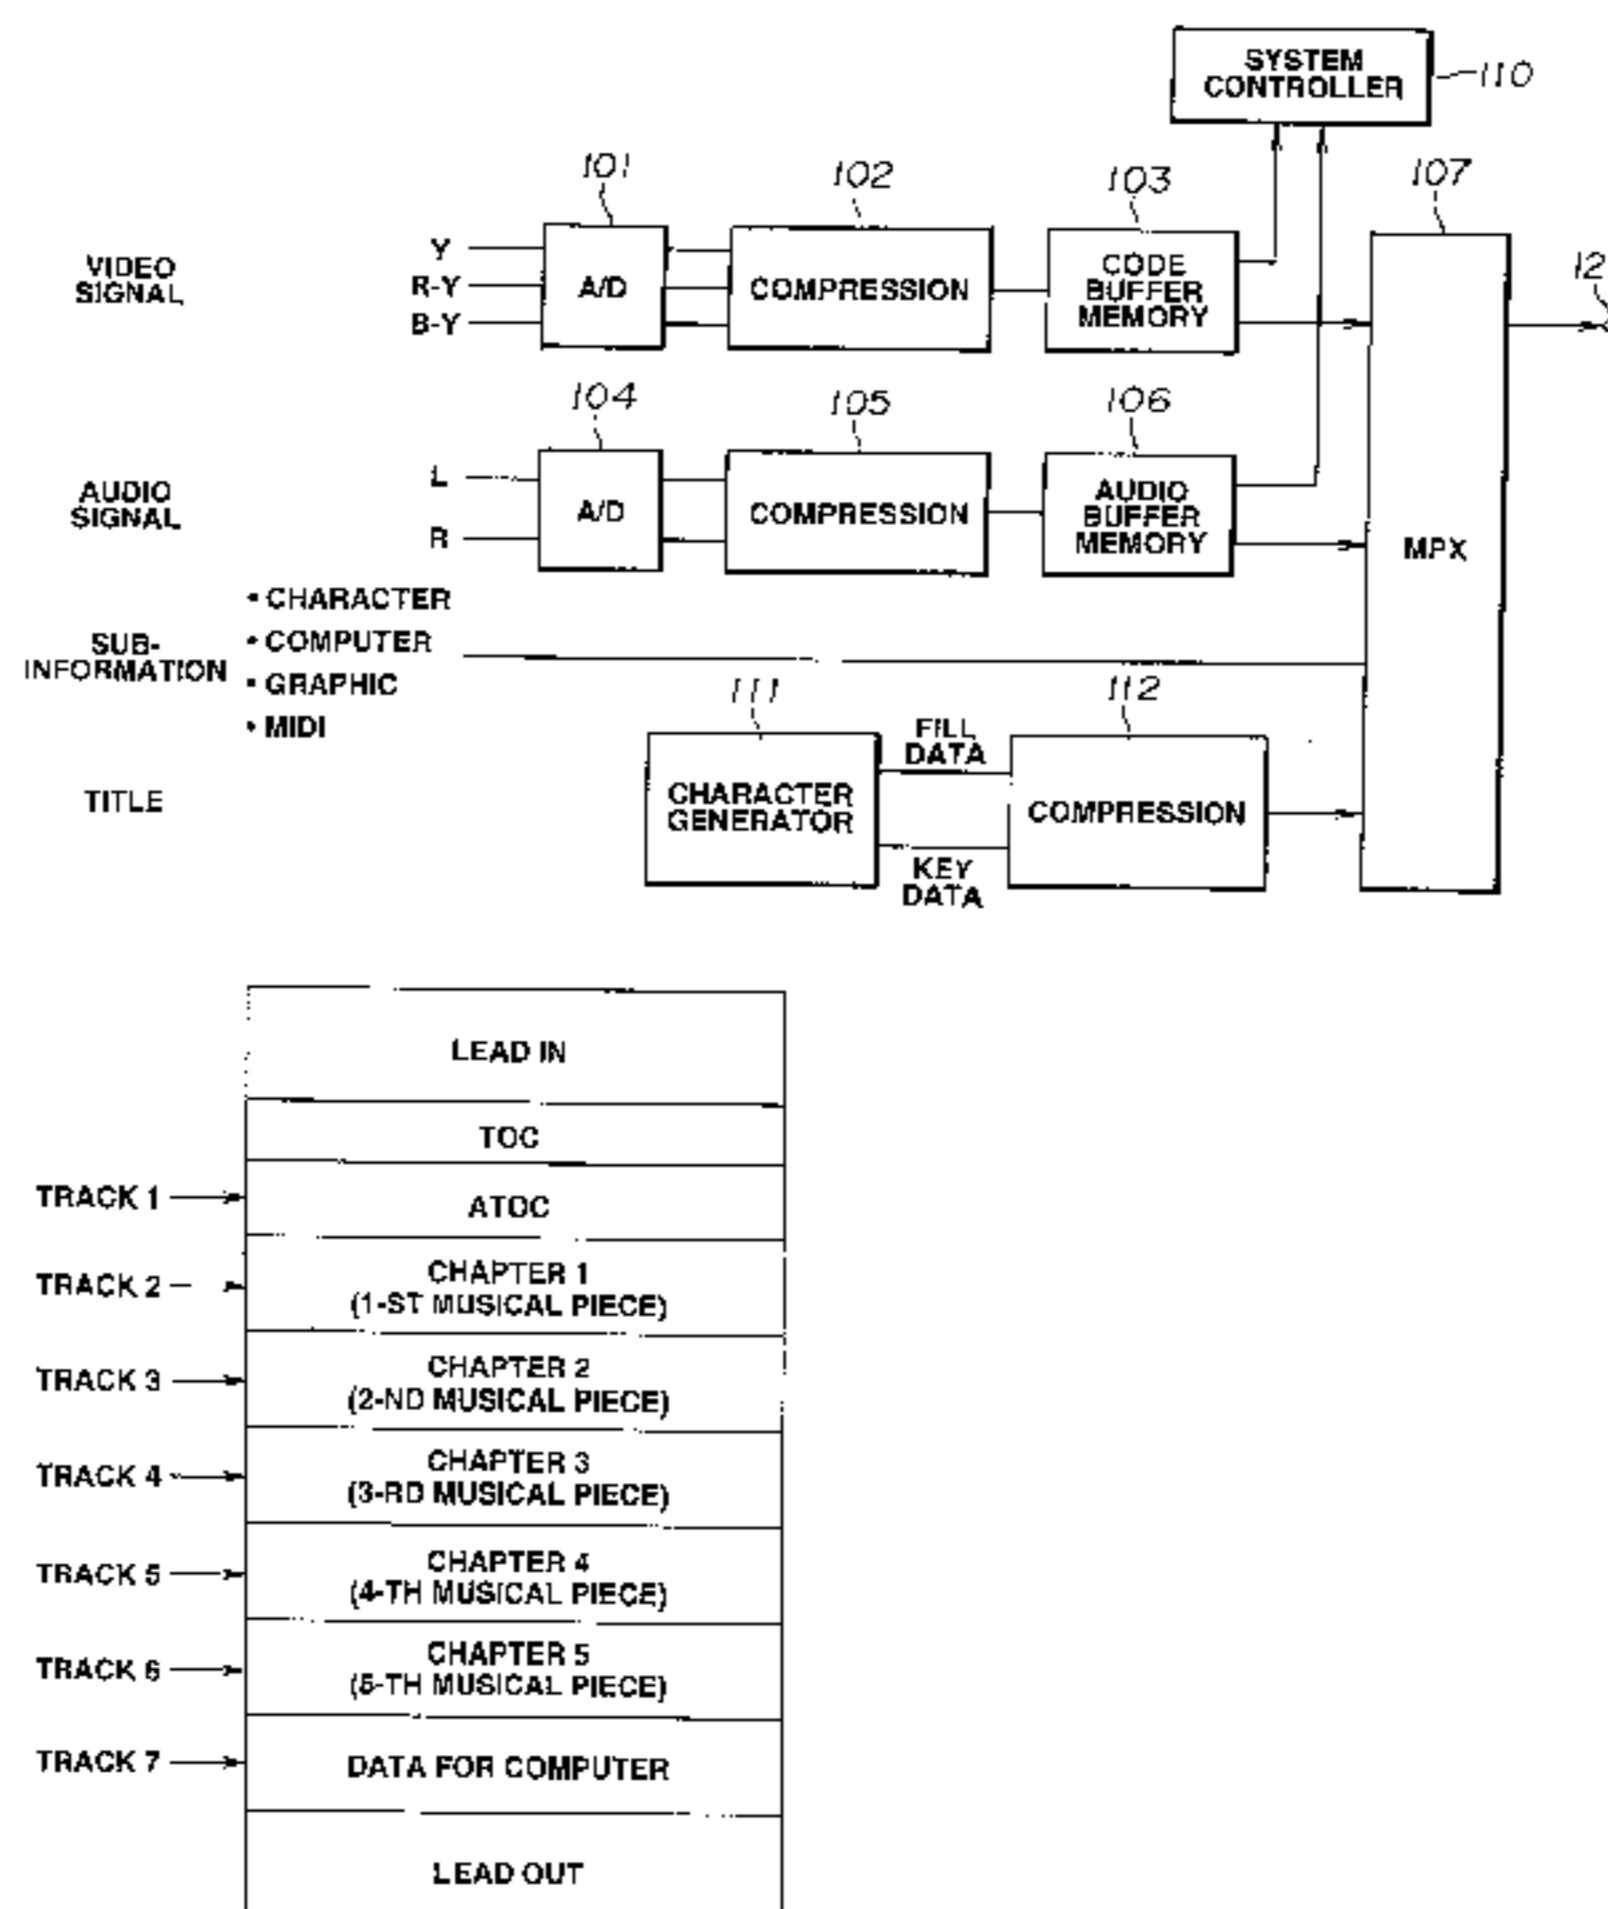 SYSTEM
CONTROLLER
110
101
102
103
107
VIDEO
SIGNAL
Y
R-Y
B-Y
A/D
COMPRESSION
CODE
BUFFER
MEMORY
12
104
105
106
AUDIO
SIGNAL
L
R
A/D
COMPRESSION
AUDIO
BUFFER
MEMORY
MPX
SUB-
INFORMATION
• CHARACTER
• COMPUTER
• GRAPHIC
• MIDI
111
112
TITLE
CHARACTER
GENERATOR
FILL
DATA
KEY
DATA
COMPRESSION
LEAD IN
TOC
TRACK 1
ATOC
TRACK 2
CHAPTER 1
(1-ST MUSICAL PIECE)
TRACK 3
CHAPTER 2
(2-ND MUSICAL PIECE)
TRACK 4
CHAPTER 3
(3-RD MUSICAL PIECE)
TRACK 5
CHAPTER 4
(4-TH MUSICAL PIECE)
TRACK 6
CHAPTER 5
(5-TH MUSICAL PIECE)
TRACK 7
DATA FOR COMPUTER
LEAD OUT